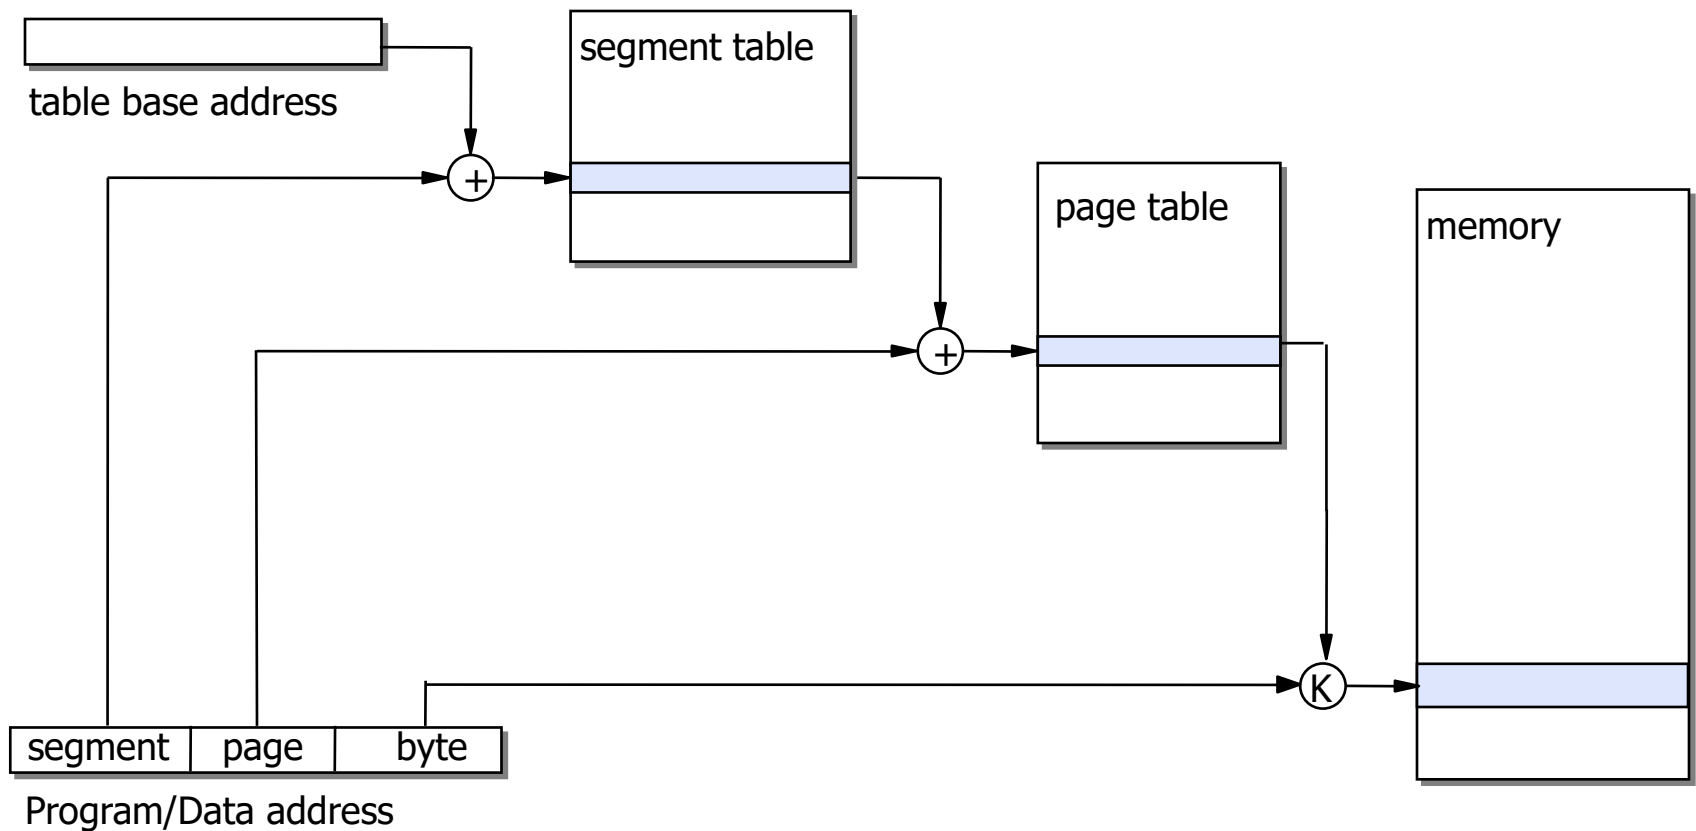 segment table
table base address
+
page table
memory
+
K
segment page byte
Program/Data address